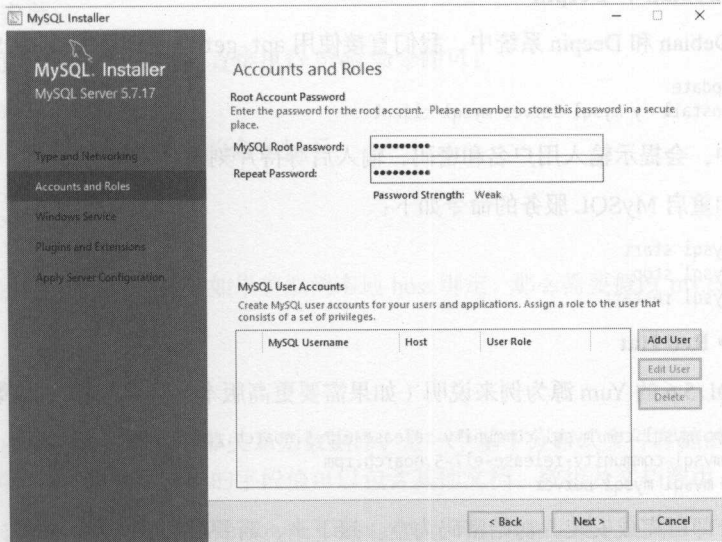 MySQL Installer
MySQL. Installer
MySQL Server 5.7.17
Type and Networking
Accounts and Roles
Windows Service
Plugins and Extensions
Apply Server Configuration
Accounts and Roles
Root Account Password
Enter the password for the root account. Please remember to store this password in a secure
place.
MySQL Root Password:
Repeat Password:
Password Strength: Weak
MySQL User Accounts
Create MySQL user accounts for your users and applications. Assign a role to the user that
consists of a set of privileges.
MySQL Username Host User Role
Add User
Edit User
Delete
< Back Next > Cancel